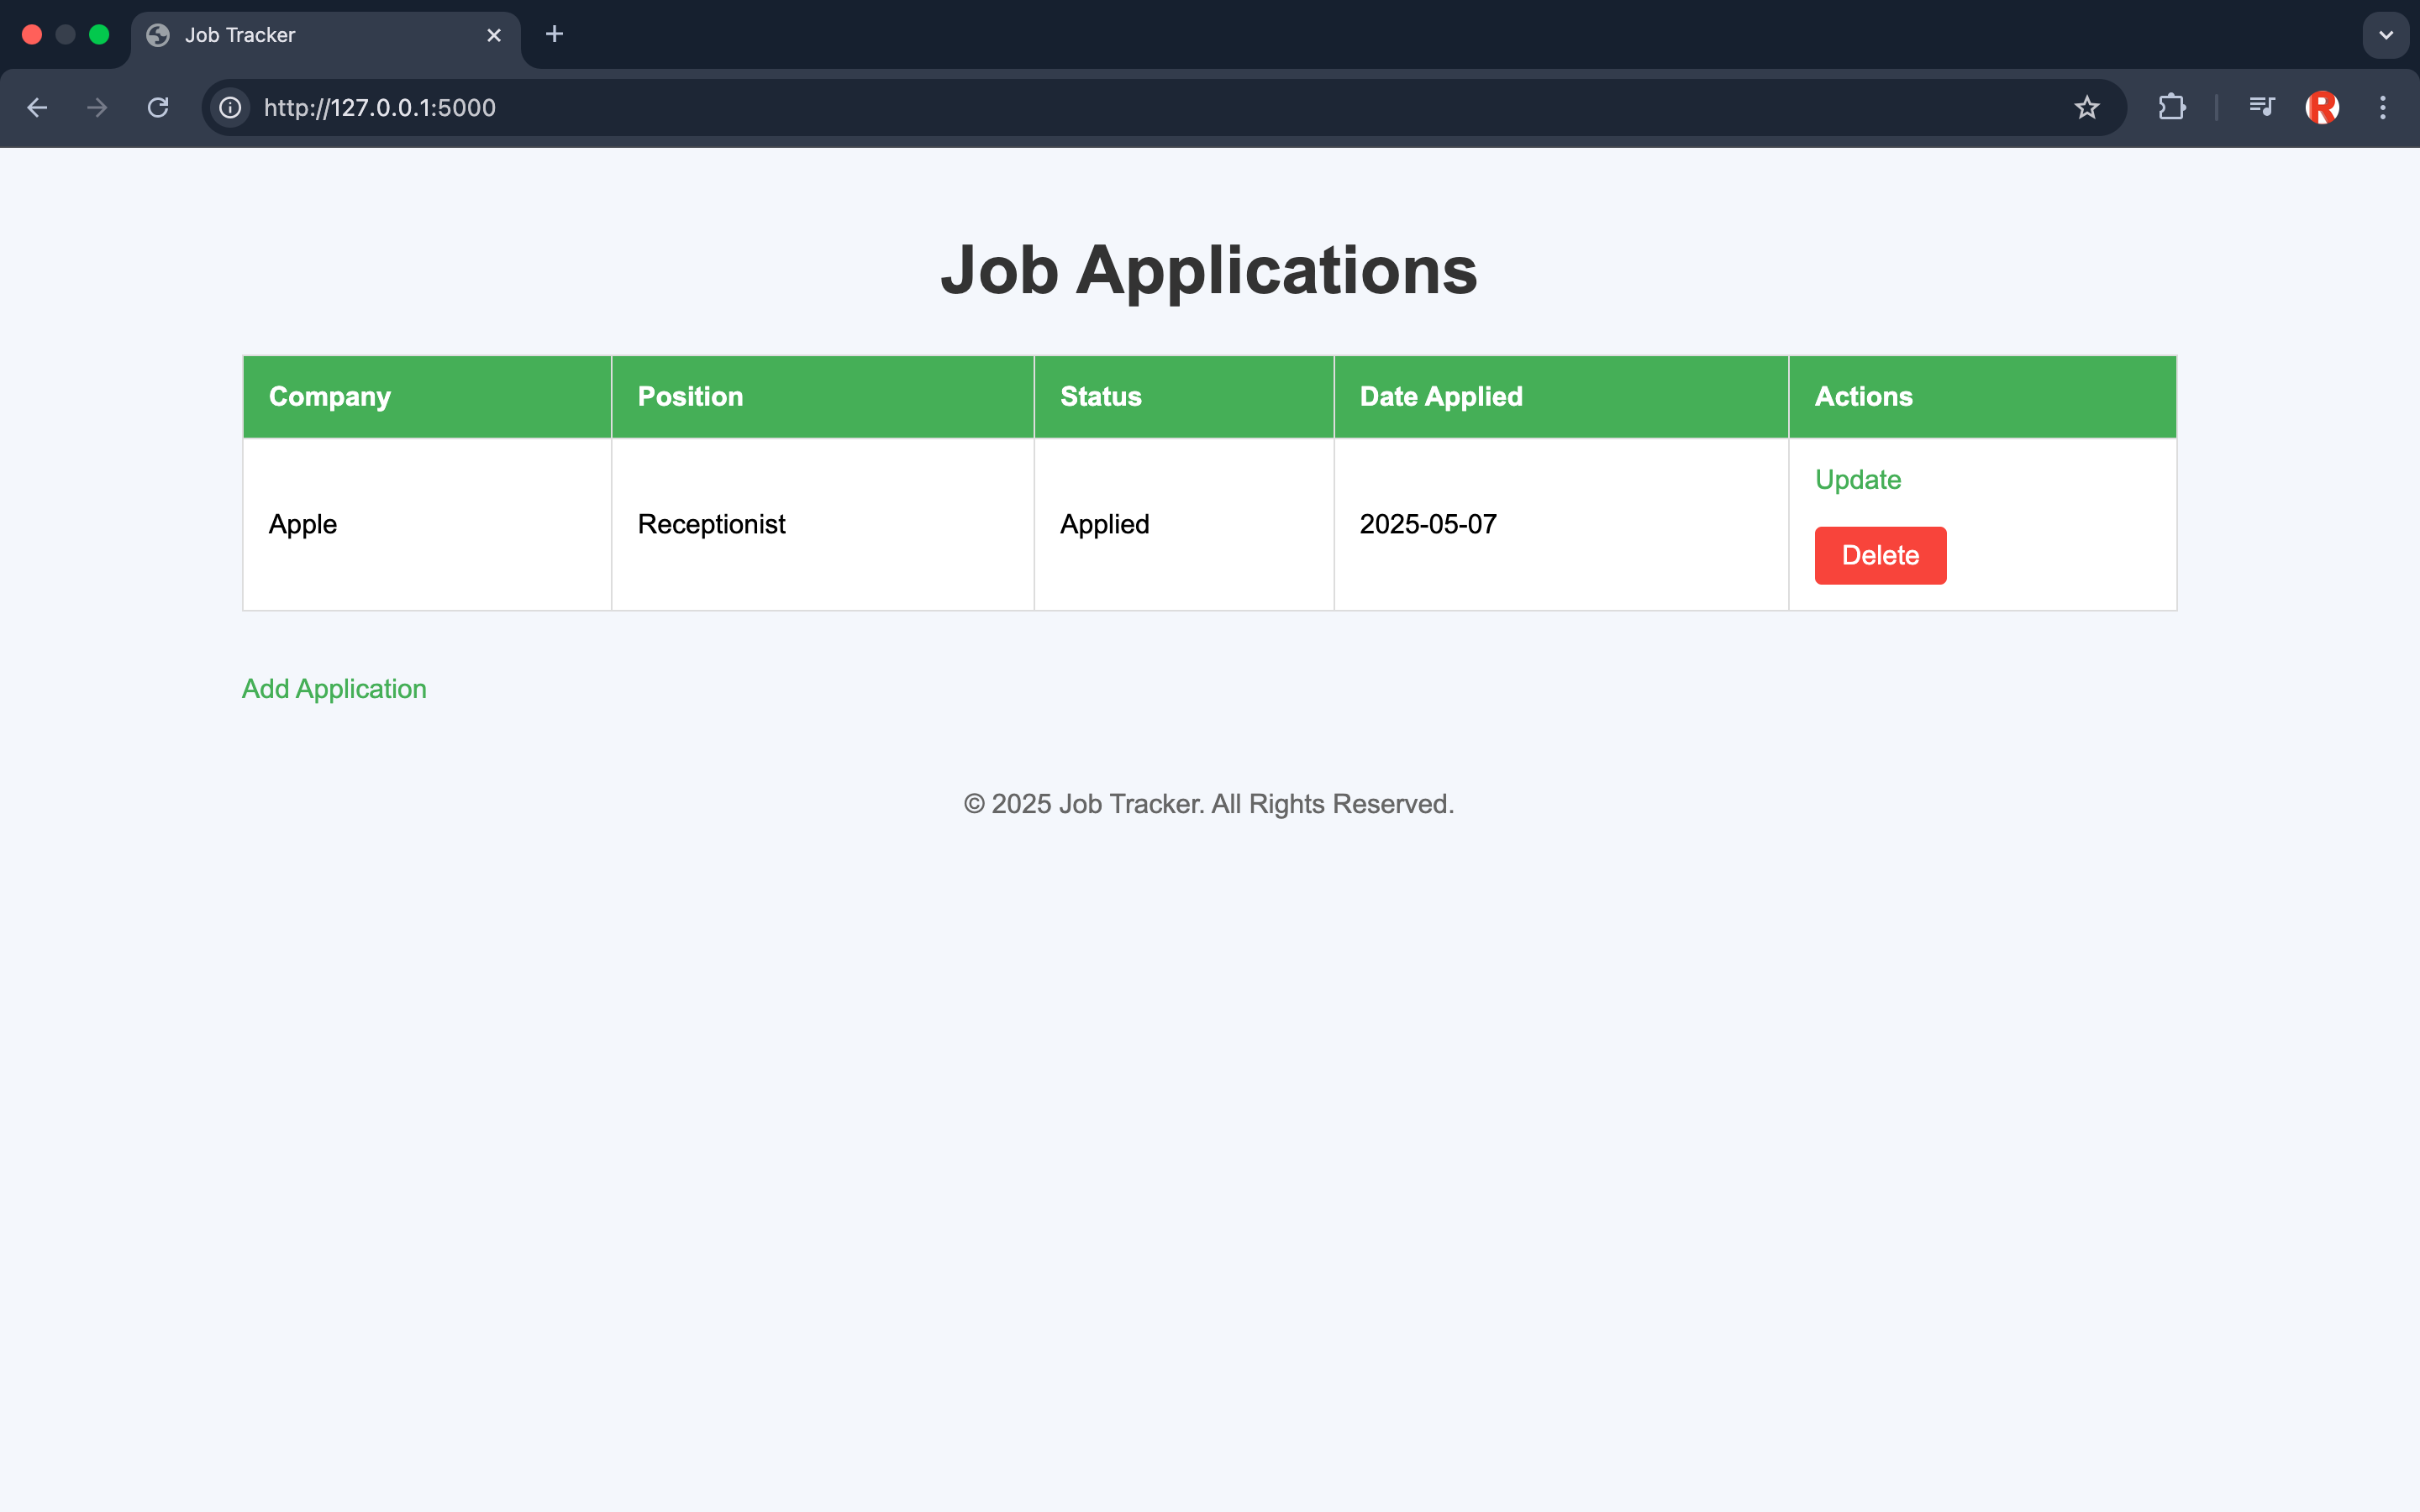 Job Tracker
http://127.0.0.1:5000
Job Applications
Company Position Status Date Applied Actions
Update
Apple Receptionist Applied 2025-05-07
Delete
Add Application
© 2025 Job Tracker. All Rights Reserved.